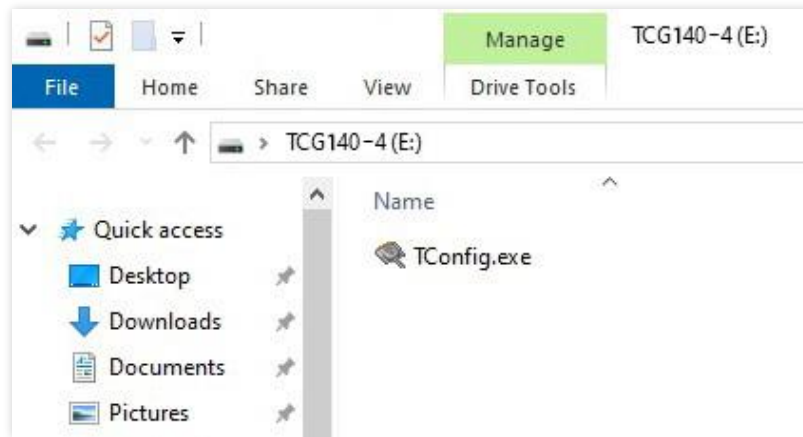 Manage TCG140-4 (E:)
File Home Share View Drive Tools
TCG140-4 (E:)
Name
Quick access
TConfig.exe
Desktop
Downloads
Documents
Pictures